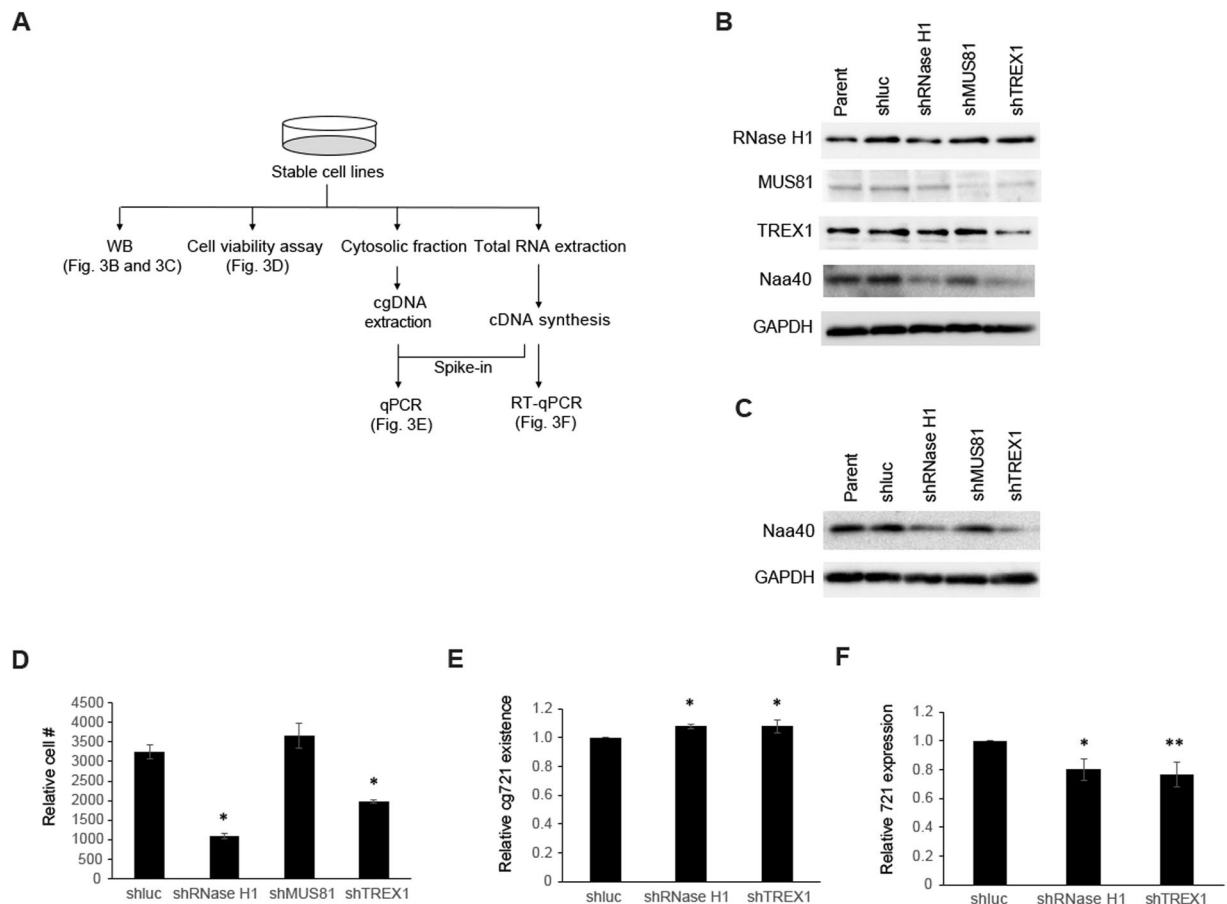 A
Stable cell lines
WB
(Fig. 3B and 3C)
Cell viability assay
(Fig. 3D)
Cytosolic fraction
Total RNA extraction
cgDNA
extraction
cDNA synthesis
Spike-in
qPCR
(Fig. 3E)
RT-qPCR
(Fig. 3F)
B
Parent
shluc
shRNase H1
shMUS81
shTREX1
RNase H1
MUS81
TREX1
Naa40
GAPDH
C
Parent
shluc
shRNase H1
shMUS81
shTREX1
Naa40
GAPDH
D
Relative cell #
4500
4000
3500
3000
2500
2000
1500
1000
500
0
*
*
shluc shRNase H1 shMUS81 shTREX1
E
Relative cg721 existence
1.2
1.0
0.8
0.6
0.4
0.2
0
*
*
shluc shRNase H1 shTREX1
F
Relative 721 expression
1.2
1.0
0.8
0.6
0.4
0.2
0
*
**
shluc shRNase H1 shTREX1